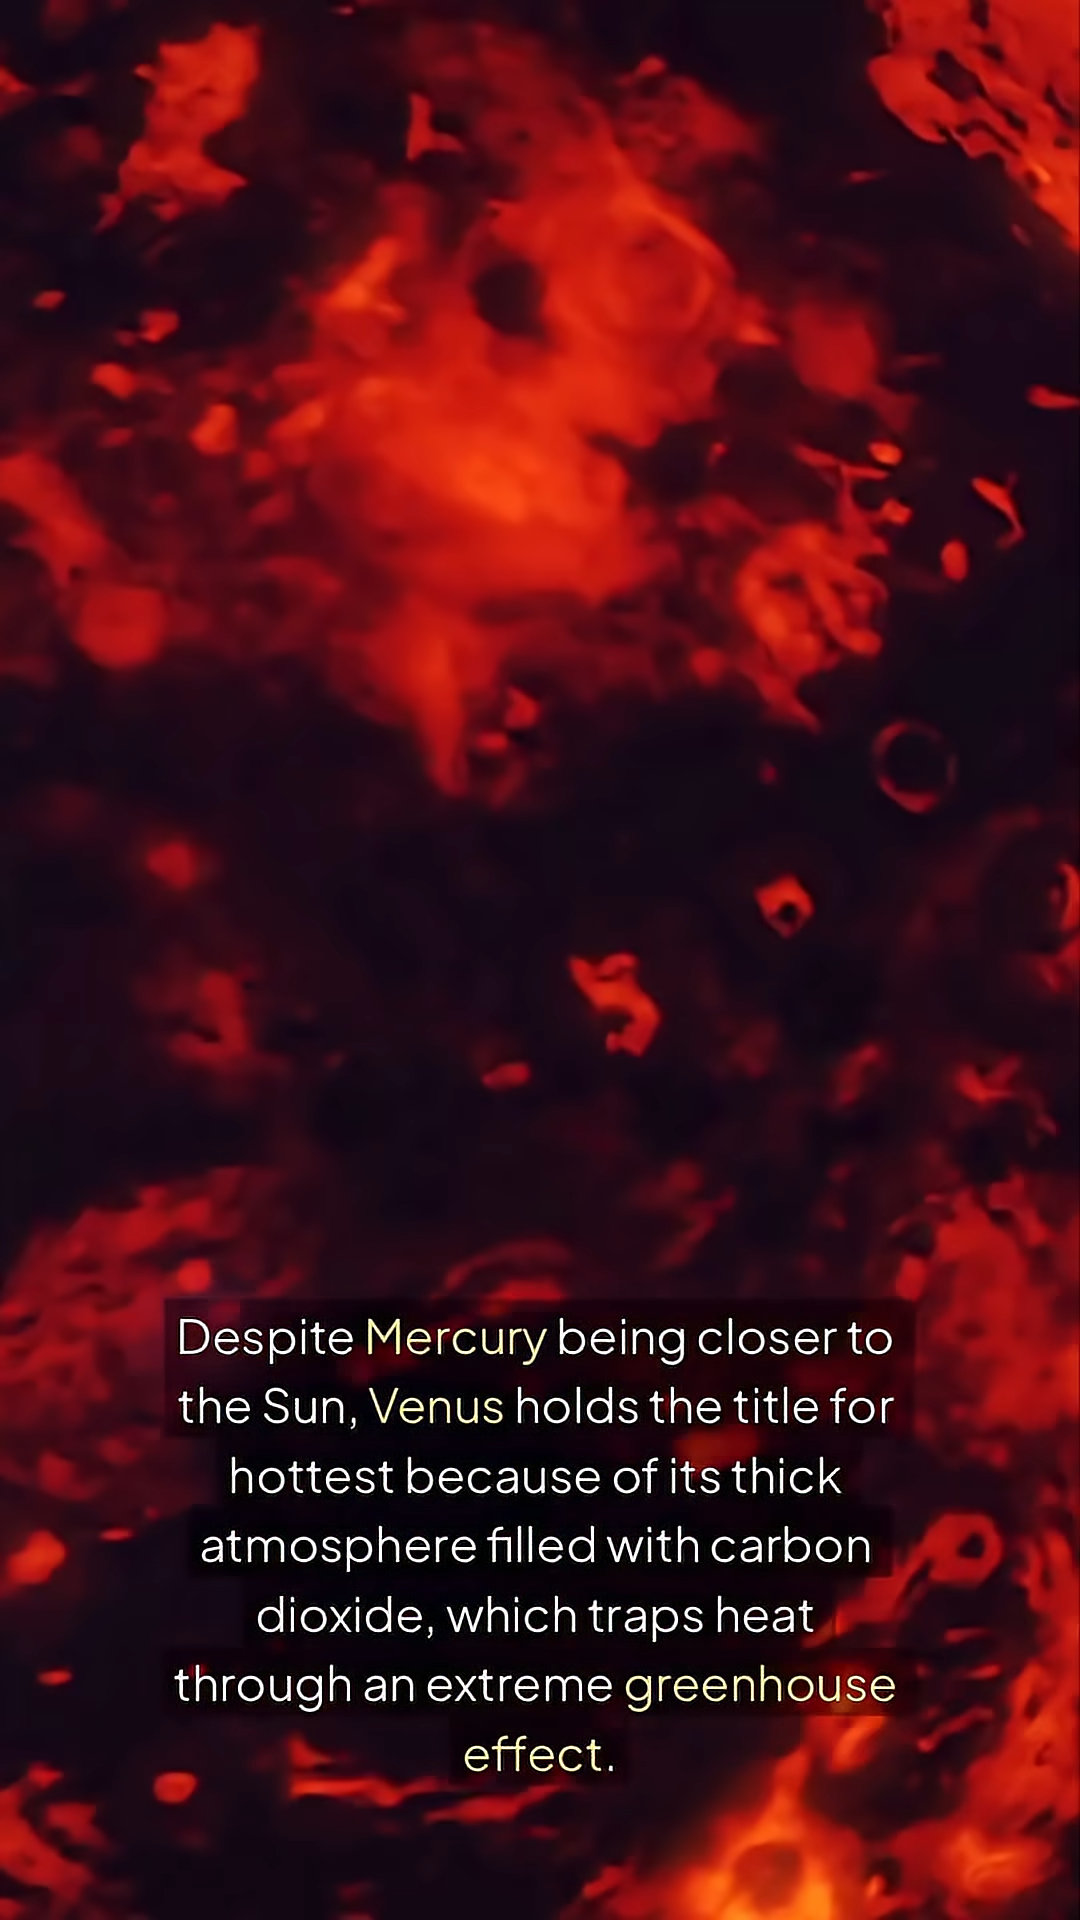 Despite Mercury being closer to
the Sun, Venus holds the title for
hottest because of its thick
atmosphere filled with carbon
dioxide, which traps heat
through an extreme greenhouse
effect.